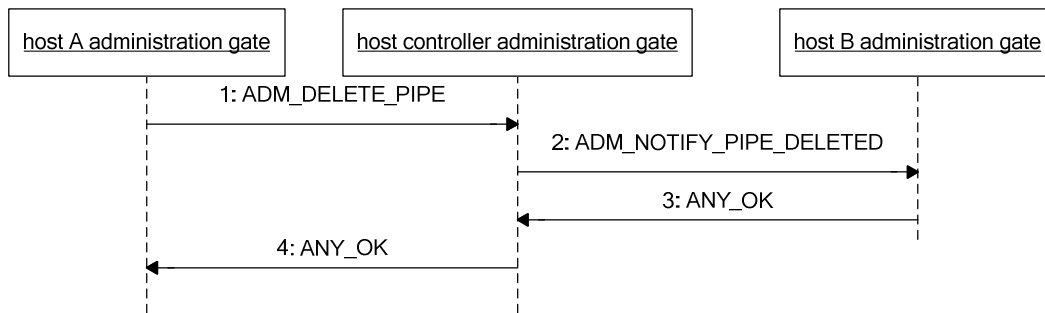 host A administration gate
host controller administration gate
host B administration gate
1: ADM_DELETE_PIPE
2: ADM_NOTIFY_PIPE_DELETED
3: ANY_OK
4: ANY_OK